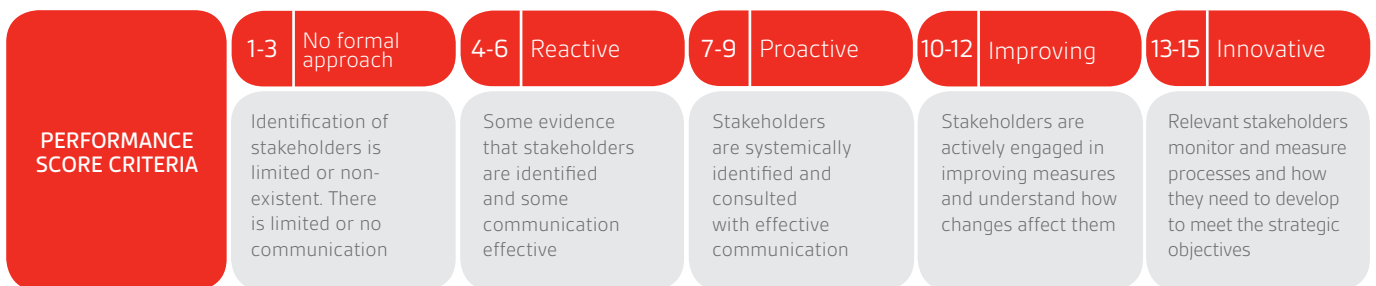 PERFORMANCE
SCORE CRITERIA
1-3
No formal
approach
Identification of
stakeholders is
limited or non-
existent. There
is limited or no
communication
4-6
Reactive
Some evidence
that stakeholders
are identified
and some
communication
effective
7-9
Proactive
Stakeholders
are systemically
identified and
consulted
with effective
communication
10-12
Improving
Stakeholders are
actively engaged in
improving measures
and understand how
changes affect them
13-15
Innovative
Relevant stakeholders
monitor and measure
processes and how
they need to develop
to meet the strategic
objectives